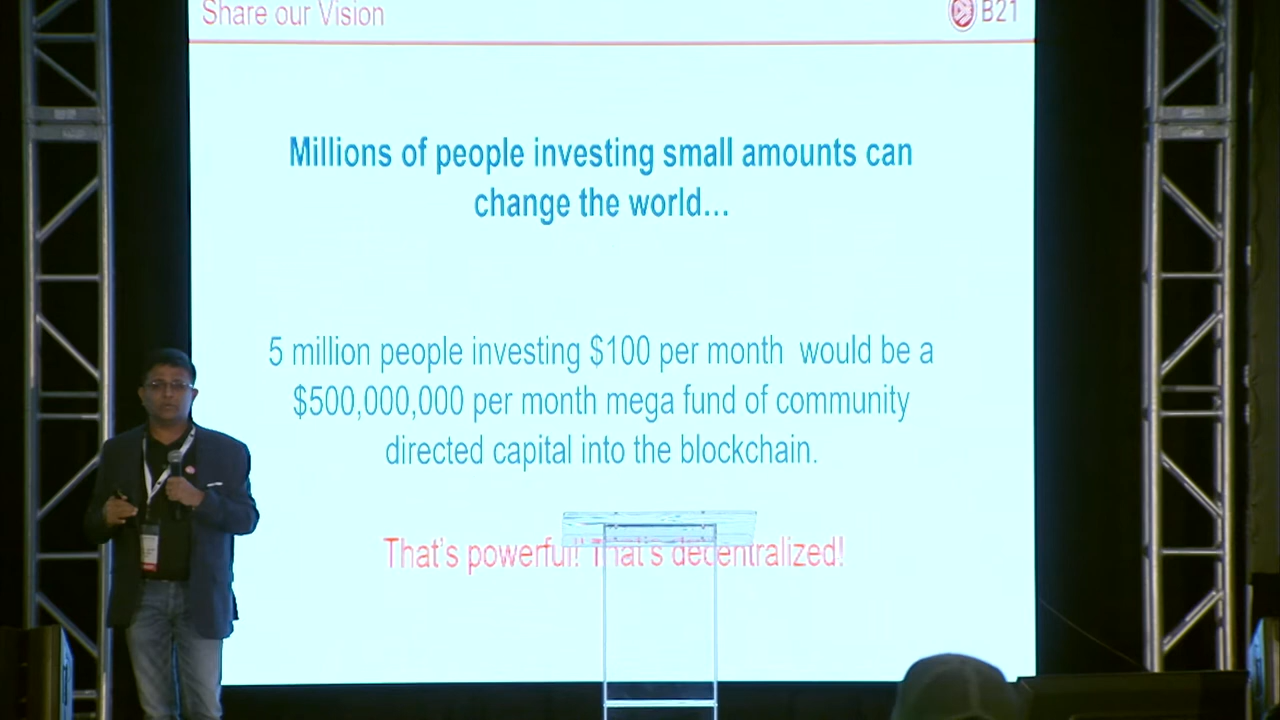 Share our Vision
B21
Millions of people investing small amounts can
change the world...
5 million people investing $100 per month would be a
$500,000,000 per month mega fund of community
directed capital into the blockchain.
That's powerful! That's decentralized!